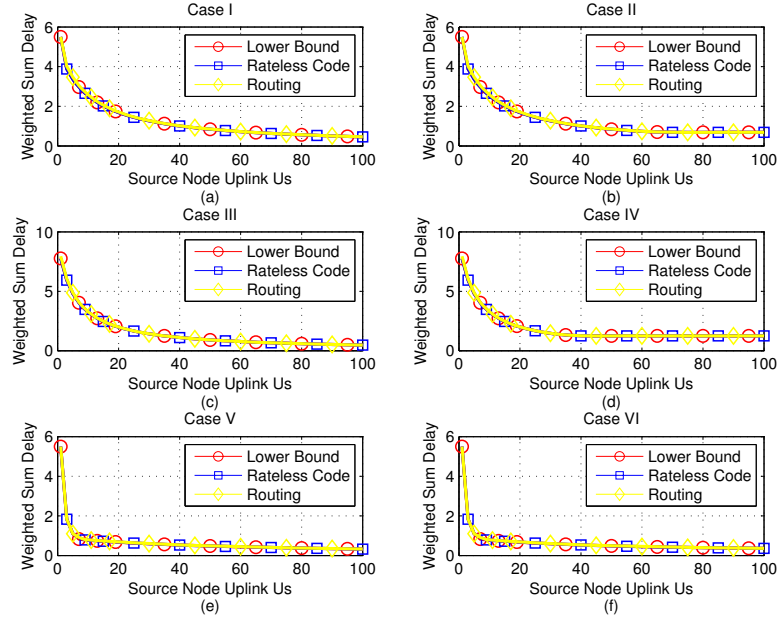 Case I
Weighted Sum Delay
6
4
2
0
Lower Bound
Rateless Code
Routing
0 20 40 60 80 100
Source Node Uplink Us
(a)
Case II
Weighted Sum Delay
6
4
2
0
Lower Bound
Rateless Code
Routing
0 20 40 60 80 100
Source Node Uplink Us
(b)
Case III
Weighted Sum Delay
10
5
0
Lower Bound
Rateless Code
Routing
0 20 40 60 80 100
Source Node Uplink Us
(c)
Case IV
Weighted Sum Delay
10
5
0
Lower Bound
Rateless Code
Routing
0 20 40 60 80 100
Source Node Uplink Us
(d)
Case V
Weighted Sum Delay
6
4
2
0
Lower Bound
Rateless Code
Routing
0 20 40 60 80 100
Source Node Uplink Us
(e)
Case VI
Weighted Sum Delay
6
4
2
0
Lower Bound
Rateless Code
Routing
0 20 40 60 80 100
Source Node Uplink Us
(f)